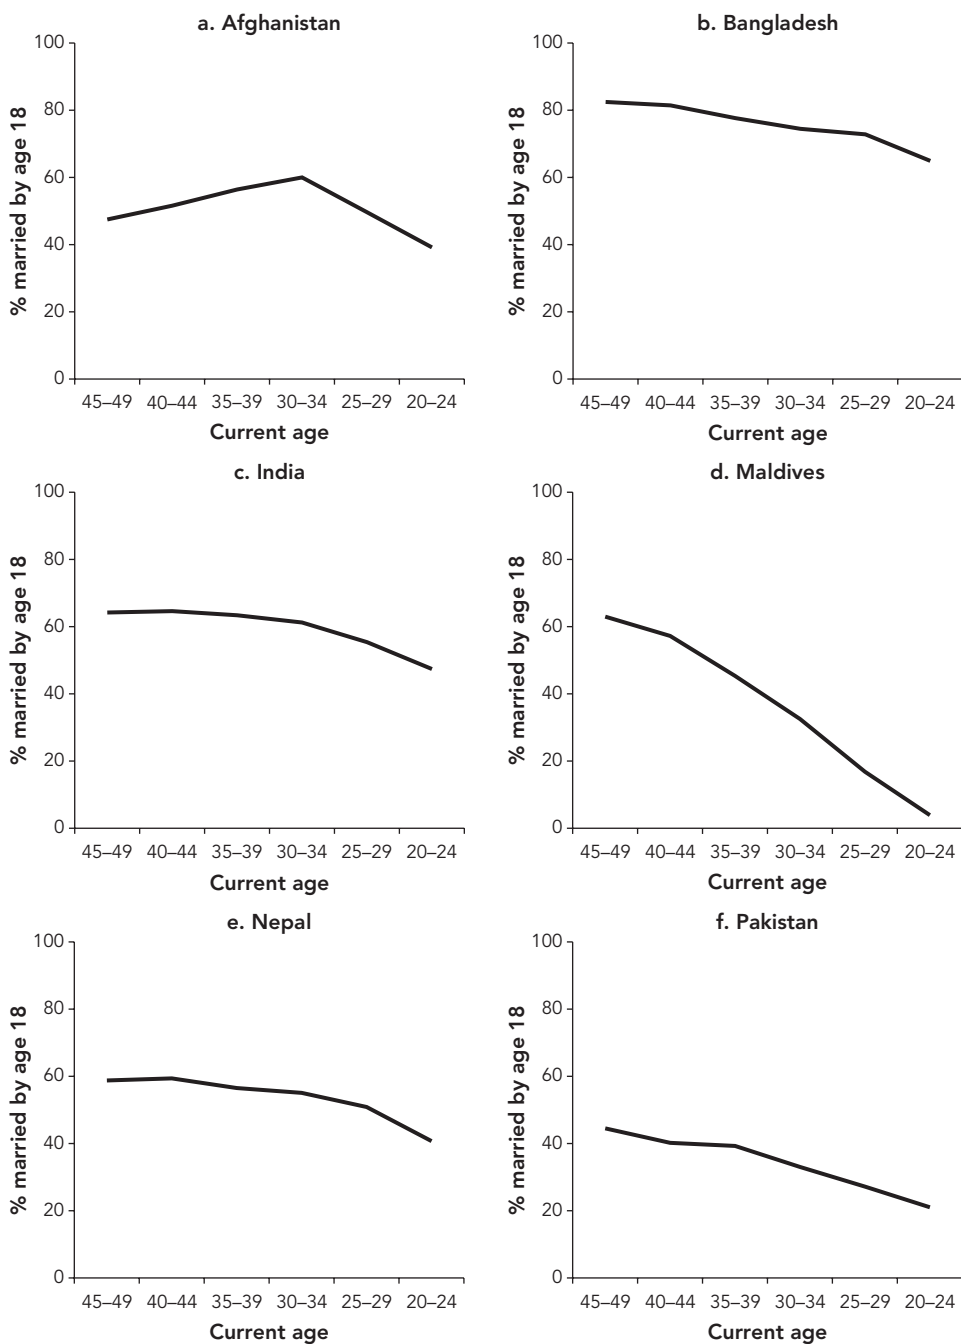 a. Afghanistan
100
80
60
40
20
0
% married by age 18
45–49 40–44 35–39 30–34 25–29 20–24
Current age
b. Bangladesh
100
80
60
40
20
0
% married by age 18
45–49 40–44 35–39 30–34 25–29 20–24
Current age
c. India
100
80
60
40
20
0
% married by age 18
45–49 40–44 35–39 30–34 25–29 20–24
Current age
d. Maldives
100
80
60
40
20
0
% married by age 18
45–49 40–44 35–39 30–34 25–29 20–24
Current age
e. Nepal
100
80
60
40
20
0
% married by age 18
45–49 40–44 35–39 30–34 25–29 20–24
Current age
f. Pakistan
100
80
60
40
20
0
% married by age 18
45–49 40–44 35–39 30–34 25–29 20–24
Current age